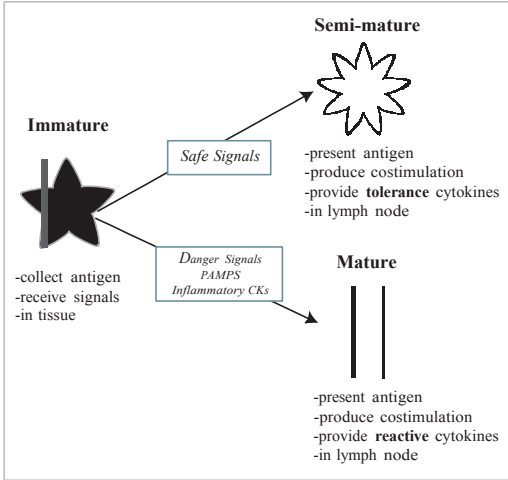 Semi-mature
Immature
Safe Signals
-present antigen
-produce costimulation
-provide tolerance cytokines
-in lymph node
Danger Signals
PAMPS
Inflammatory CKs
-collect antigen
-receive signals
-in tissue
Mature
-present antigen
-produce costimulation
-provide reactive cytokines
-in lymph node